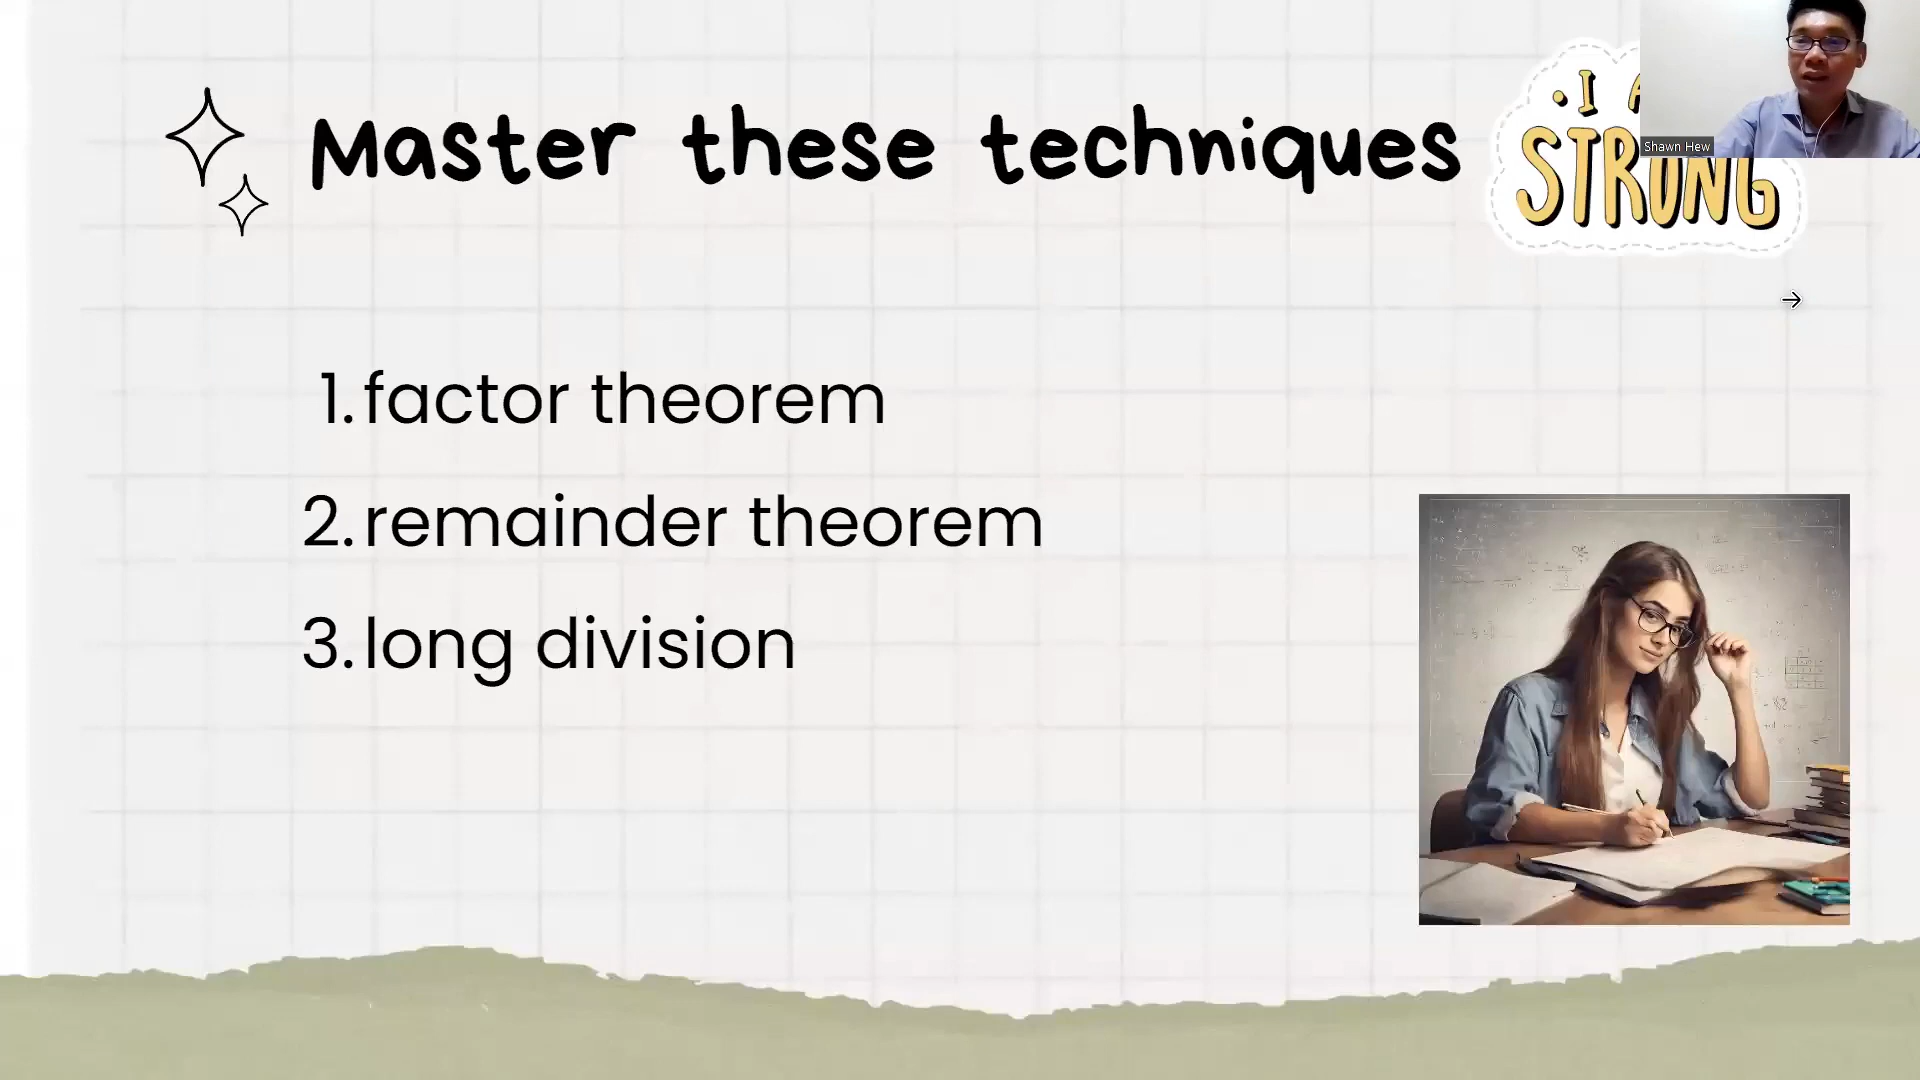 Master these techniques
I A
STRONG
Shawn Hew
1. factor theorem
2. remainder theorem
3. long division